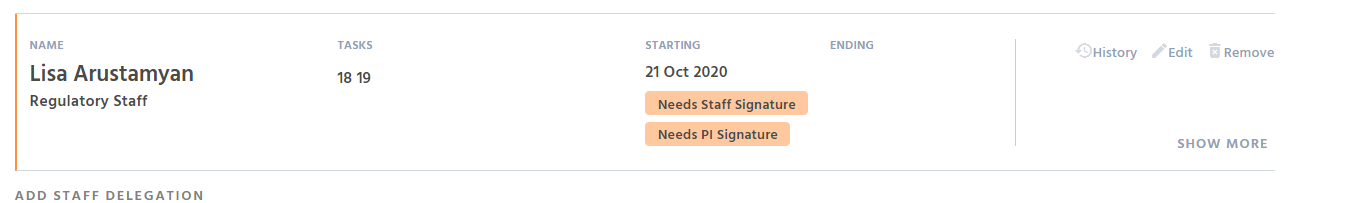 NAME
Lisa Arustamyan
Regulatory Staff
TASKS
18 19
STARTING
21 Oct 2020
Needs Staff Signature
Needs PI Signature
ENDING
History Edit Remove
SHOW MORE
ADD STAFF DELEGATION